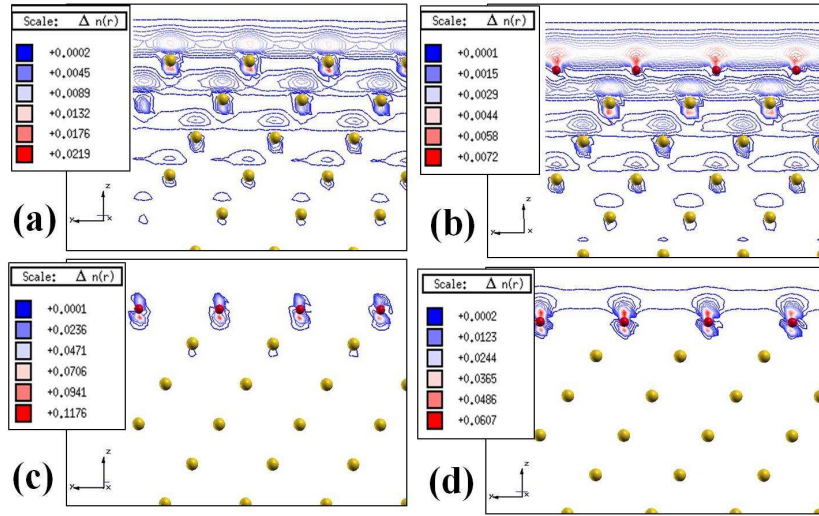 Scale: Δ n(r)
+0.0002
+0.0045
+0.0089
+0.0132
+0.0176
+0.0219
z
y
x
(a)
Scale: Δ n(r)
+0.0001
+0.0015
+0.0029
+0.0044
+0.0058
+0.0072
z
y
x
(b)
Scale: Δ n(r)
+0.0001
+0.0236
+0.0471
+0.0706
+0.0941
+0.1176
z
y
x
(c)
Scale: Δ n(r)
+0.0002
+0.0123
+0.0244
+0.0365
+0.0486
+0.0607
z
y
x
(d)